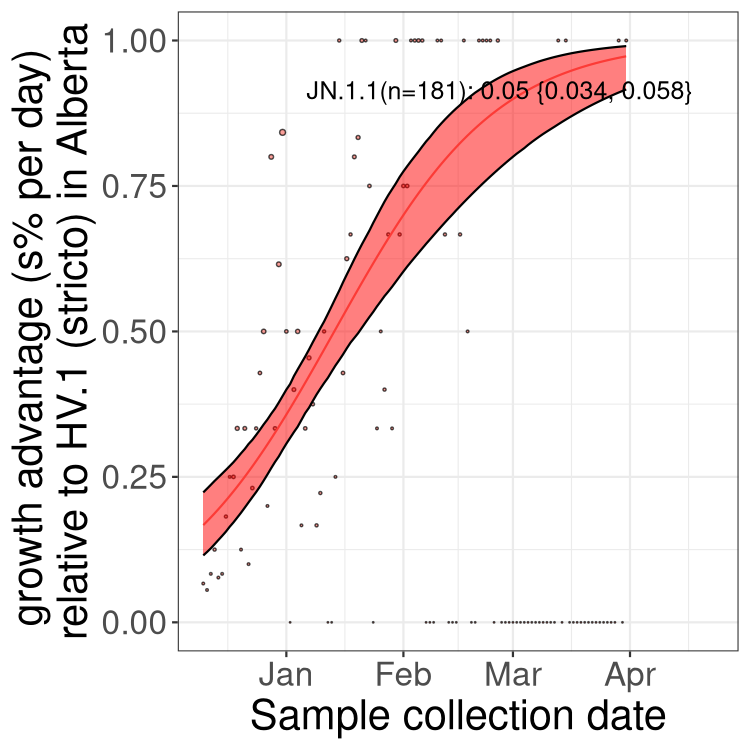 growth advantage (s% per day)
relative to HV.1 (stricto) in Alberta
1.00
0.75
0.50
0.25
0.00
JN.1.1(n=181): 0.05 {0.034, 0.058}
Jan Feb Mar Apr
Sample collection date